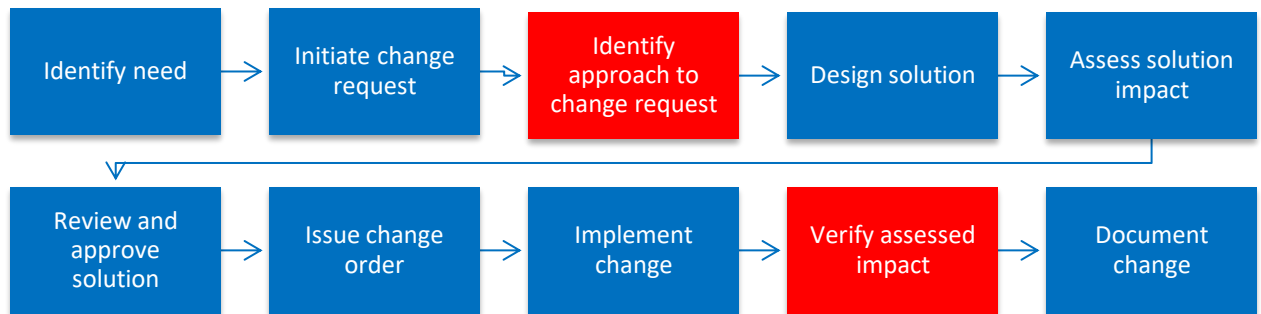 Identify need
Initiate change
request
Identify
approach to
change request
Design solution
Assess solution
impact
Review and
approve
solution
Issue change
order
Implement
change
Verify assessed
impact
Document
change